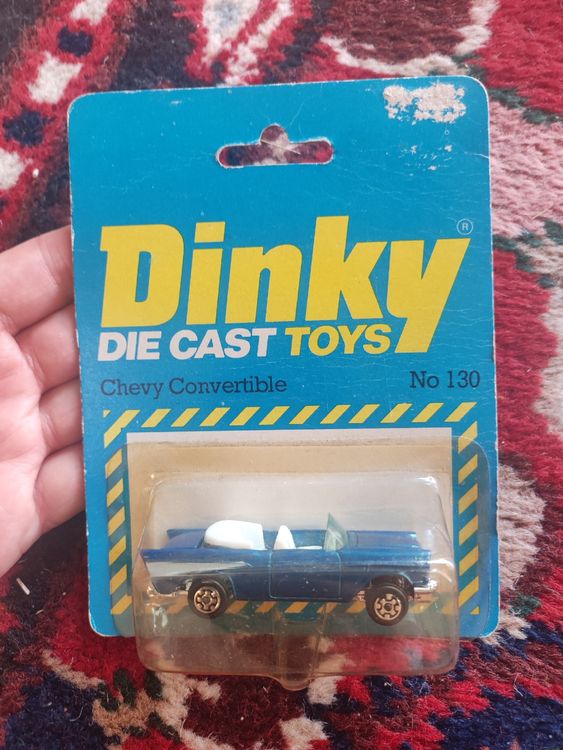 Dinky ®
DIE CAST TOYS
Chevy Convertible No 130